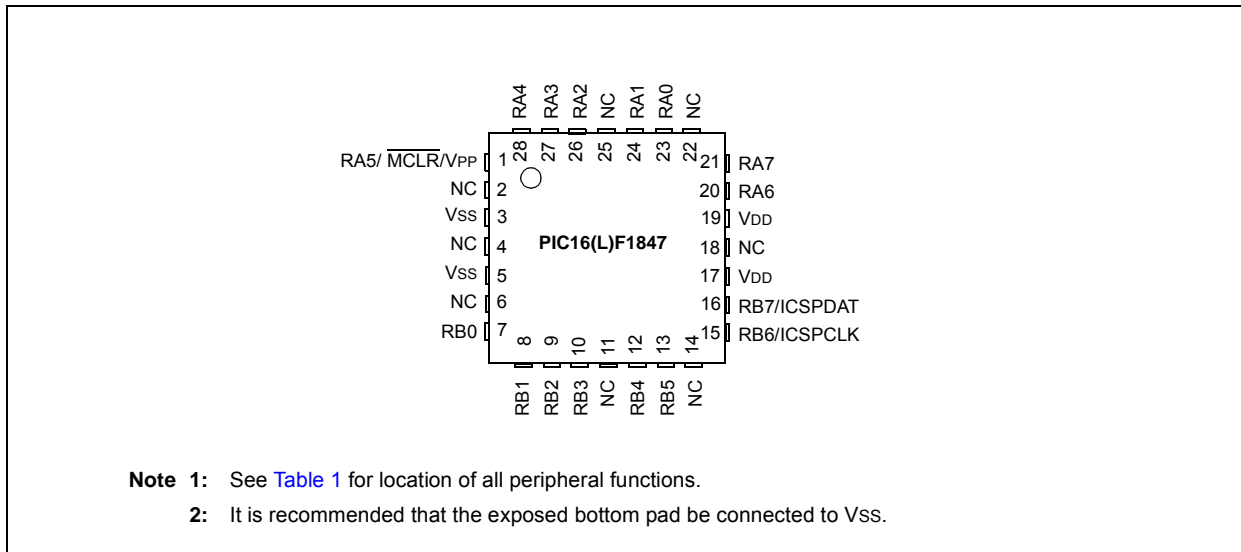 RA4 RA3 RA2 NC RA1 RA0 NC
28 27 26 25 24 23 22
RA5/ MCLR/VPP 1 21 RA7
NC 2 20 RA6
VSS 3 19 VDD
NC 4 PIC16(L)F1847 18 NC
VSS 5 17 VDD
NC 6 16 RB7/ICSPDAT
RB0 7 15 RB6/ICSPCLK
8 9 10 11 12 13 14
RB1 RB2 RB3 NC RB4 RB5 NC
Note 1: See Table 1 for location of all peripheral functions.
2: It is recommended that the exposed bottom pad be connected to VSS.